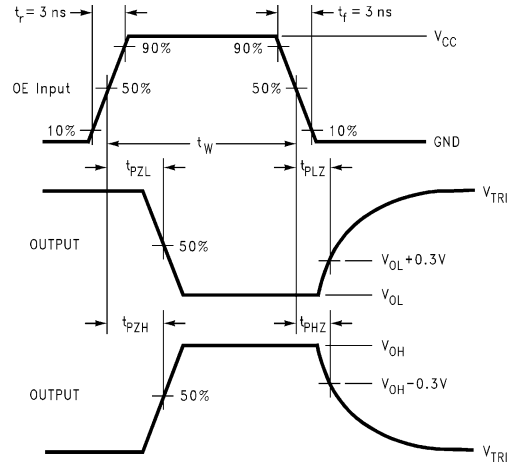 tr = 3 ns
tf = 3 ns
90%
90%
VCC
OE Input
50%
50%
10%
10%
tW
GND
tPZL
tPLZ
VTRI
OUTPUT
50%
VOL+0.3V
VOL
tPZH
tPHZ
VOH
VOH−0.3V
OUTPUT
50%
VTRI